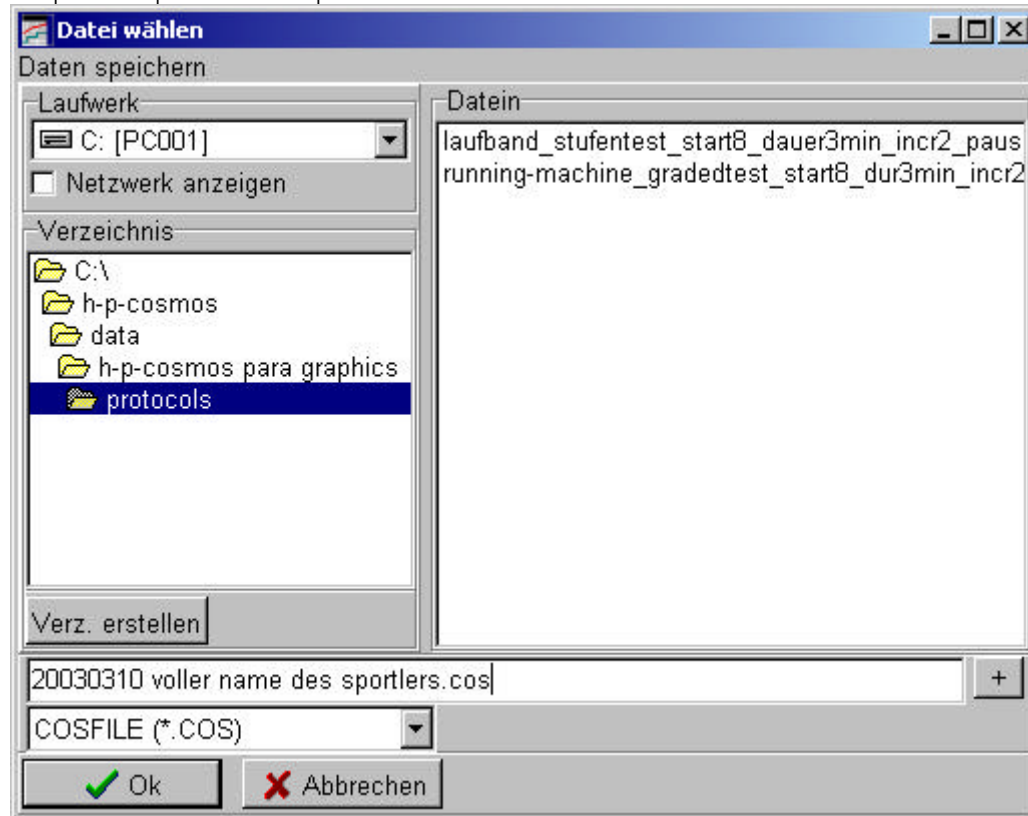 Datei wählen
Daten speichern
Laufwerk
C: [PC001]
Netzwerk anzeigen
Verzeichnis
C:\
h-p-cosmos
data
h-p-cosmos para graphics
protocols
Verz. erstellen
Datein
laufband_stufentest_start8_dauer3min_incr2_paus
running-machine_gradedtest_start8_dur3min_incr2
20030310 voller name des sportlers.cos
+
COSFILE (*.COS)
Ok
Abbrechen